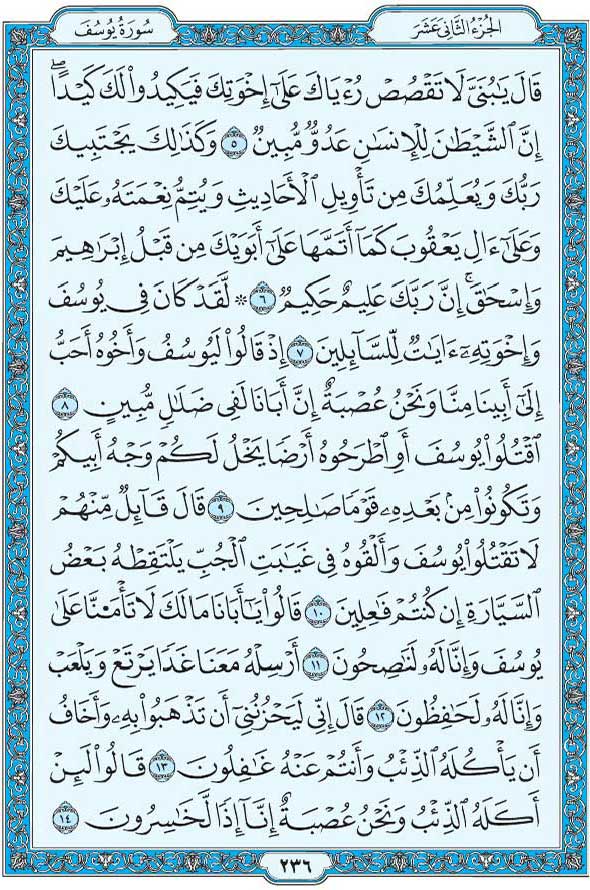 الجُزْءُ الثَّانِي عَشَرَ
سُورَةُ يُوسُفَ
قَالَ يَٰبُنَيَّ لَا تَقۡصُصۡ رُءۡيَاكَ عَلَىٰٓ إِخۡوَتِكَ فَيَكِيدُواْ لَكَ كَيۡدًاۖ
إِنَّ ٱلشَّيۡطَٰنَ لِلۡإِنسَٰنِ عَدُوّٞ مُّبِينٞ ٥ وَكَذَٰلِكَ يَجۡتَبِيكَ
رَبُّكَ وَيُعَلِّمُكَ مِن تَأۡوِيلِ ٱلۡأَحَادِيثِ وَيُتِمُّ نِعۡمَتَهُۥ عَلَيۡكَ
وَعَلَىٰٓ ءَالِ يَعۡقُوبَ كَمَآ أَتَمَّهَا عَلَىٰٓ أَبَوَيۡكَ مِن قَبۡلُ إِبۡرَٰهِيمَ
وَإِسۡحَٰقَۚ إِنَّ رَبَّكَ عَلِيمٌ حَكِيمٞ ٦ * لَّقَدۡ كَانَ فِي يُوسُفَ
وَإِخۡوَتِهِۦٓ ءَايَٰتٞ لِّلسَّآئِلِينَ ٧ إِذۡ قَالُواْ لَيُوسُفُ وَأَخُوهُ أَحَبُّ
إِلَىٰٓ أَبِينَا مِنَّا وَنَحۡنُ عُصۡبَةٌ إِنَّ أَبَانَا لَفِي ضَلَٰلٖ مُّبِينٍ ٨
ٱقۡتُلُواْ يُوسُفَ أَوِ ٱطۡرَحُوهُ أَرۡضٗا يَخۡلُ لَكُمۡ وَجۡهُ أَبِيكُمۡ
وَتَكُونُواْ مِنۢ بَعۡدِهِۦ قَوۡمٗا صَٰلِحِينَ ٩ قَالَ قَآئِلٞ مِّنۡهُمۡ
لَا تَقۡتُلُواْ يُوسُفَ وَأَلۡقُوهُ فِي غَيَٰبَتِ ٱلۡجُبِّ يَلۡتَقِطۡهُ بَعۡضُ
ٱلسَّيَّارَةِ إِن كُنتُمۡ فَٰعِلِينَ ١٠ قَالُواْ يَٰٓأَبَانَا مَالَكَ لَا تَأۡمَ۬نَّا عَلَىٰ
يُوسُفَ وَإِنَّا لَهُۥ لَنَٰصِحُونَ ١١ أَرۡسِلۡهُ مَعَنَا غَدٗا يَرۡتَعۡ وَيَلۡعَبۡ
وَإِنَّا لَهُۥ لَحَٰفِظُونَ ١٢ قَالَ إِنِّي لَيَحۡزُنُنِيٓ أَن تَذۡهَبُواْ بِهِۦ وَأَخَافُ
أَن يَأۡكُلَهُ ٱلذِّئۡبُ وَأَنتُمۡ عَنۡهُ غَٰفِلُونَ ١٣ قَالُواْ لَئِنۡ
أَكَلَهُ ٱلذِّئۡبُ وَنَحۡنُ عُصۡبَةٌ إِنَّآ إِذٗا لَّخَٰسِرُونَ ١٤
٢٣٦